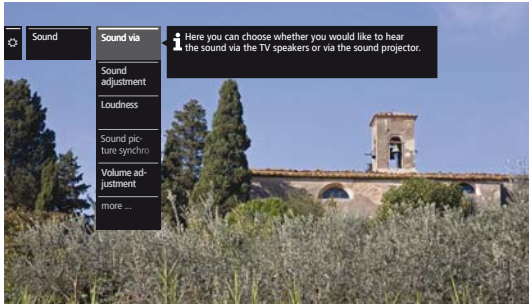 Sound
Sound via
Here you can choose whether you would like to hear
the sound via the TV speakers or via the sound projector.
Sound
adjustment
Loudness
Sound pic-
ture synchro
Volume ad-
justment
more ...